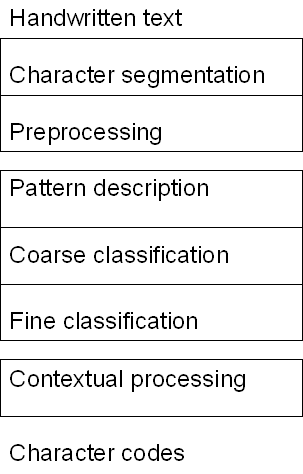 Handwritten text
Character segmentation
Preprocessing
Pattern description
Coarse classification
Fine classification
Contextual processing
Character codes